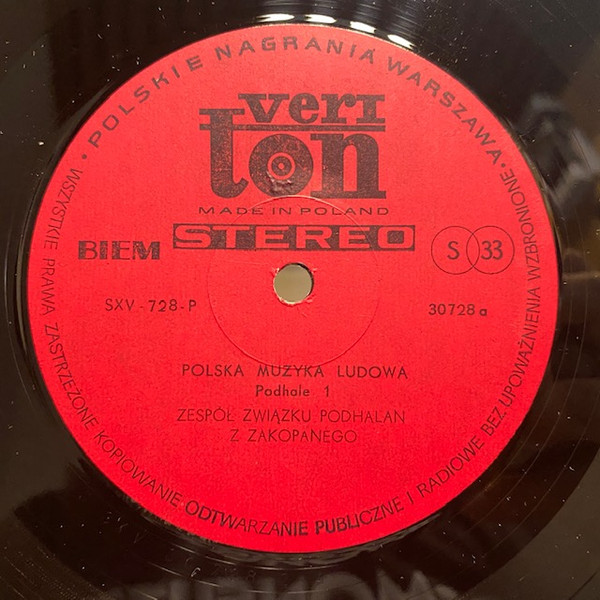 • POLSKIE NAGRANIA WARSZAWA •
veri
ton
MADE IN POLAND
STEREO
BIEM
S 33
SXV-728-P
30728 a
POLSKA MUZYKA LUDOWA
Podhale 1
ZESPÓŁ ZWIĄZKU PODHALAN
Z ZAKOPANEGO
WSZYSTKIE PRAWA ZASTRZEŻONE KOPIOWANIE ODTWARZANIE PUBLICZNE I RADIOWE BEZ UPOWAŻNIENIA WZBRONIONE